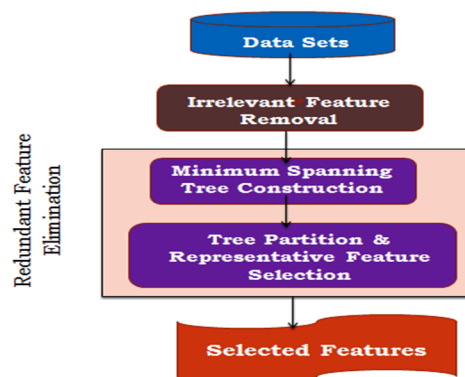 Data Sets
Irrelevant Feature
Removal
Redundant Feature
Elimination
Minimum Spanning
Tree Construction
Tree Partition &
Representative Feature
Selection
Selected Features